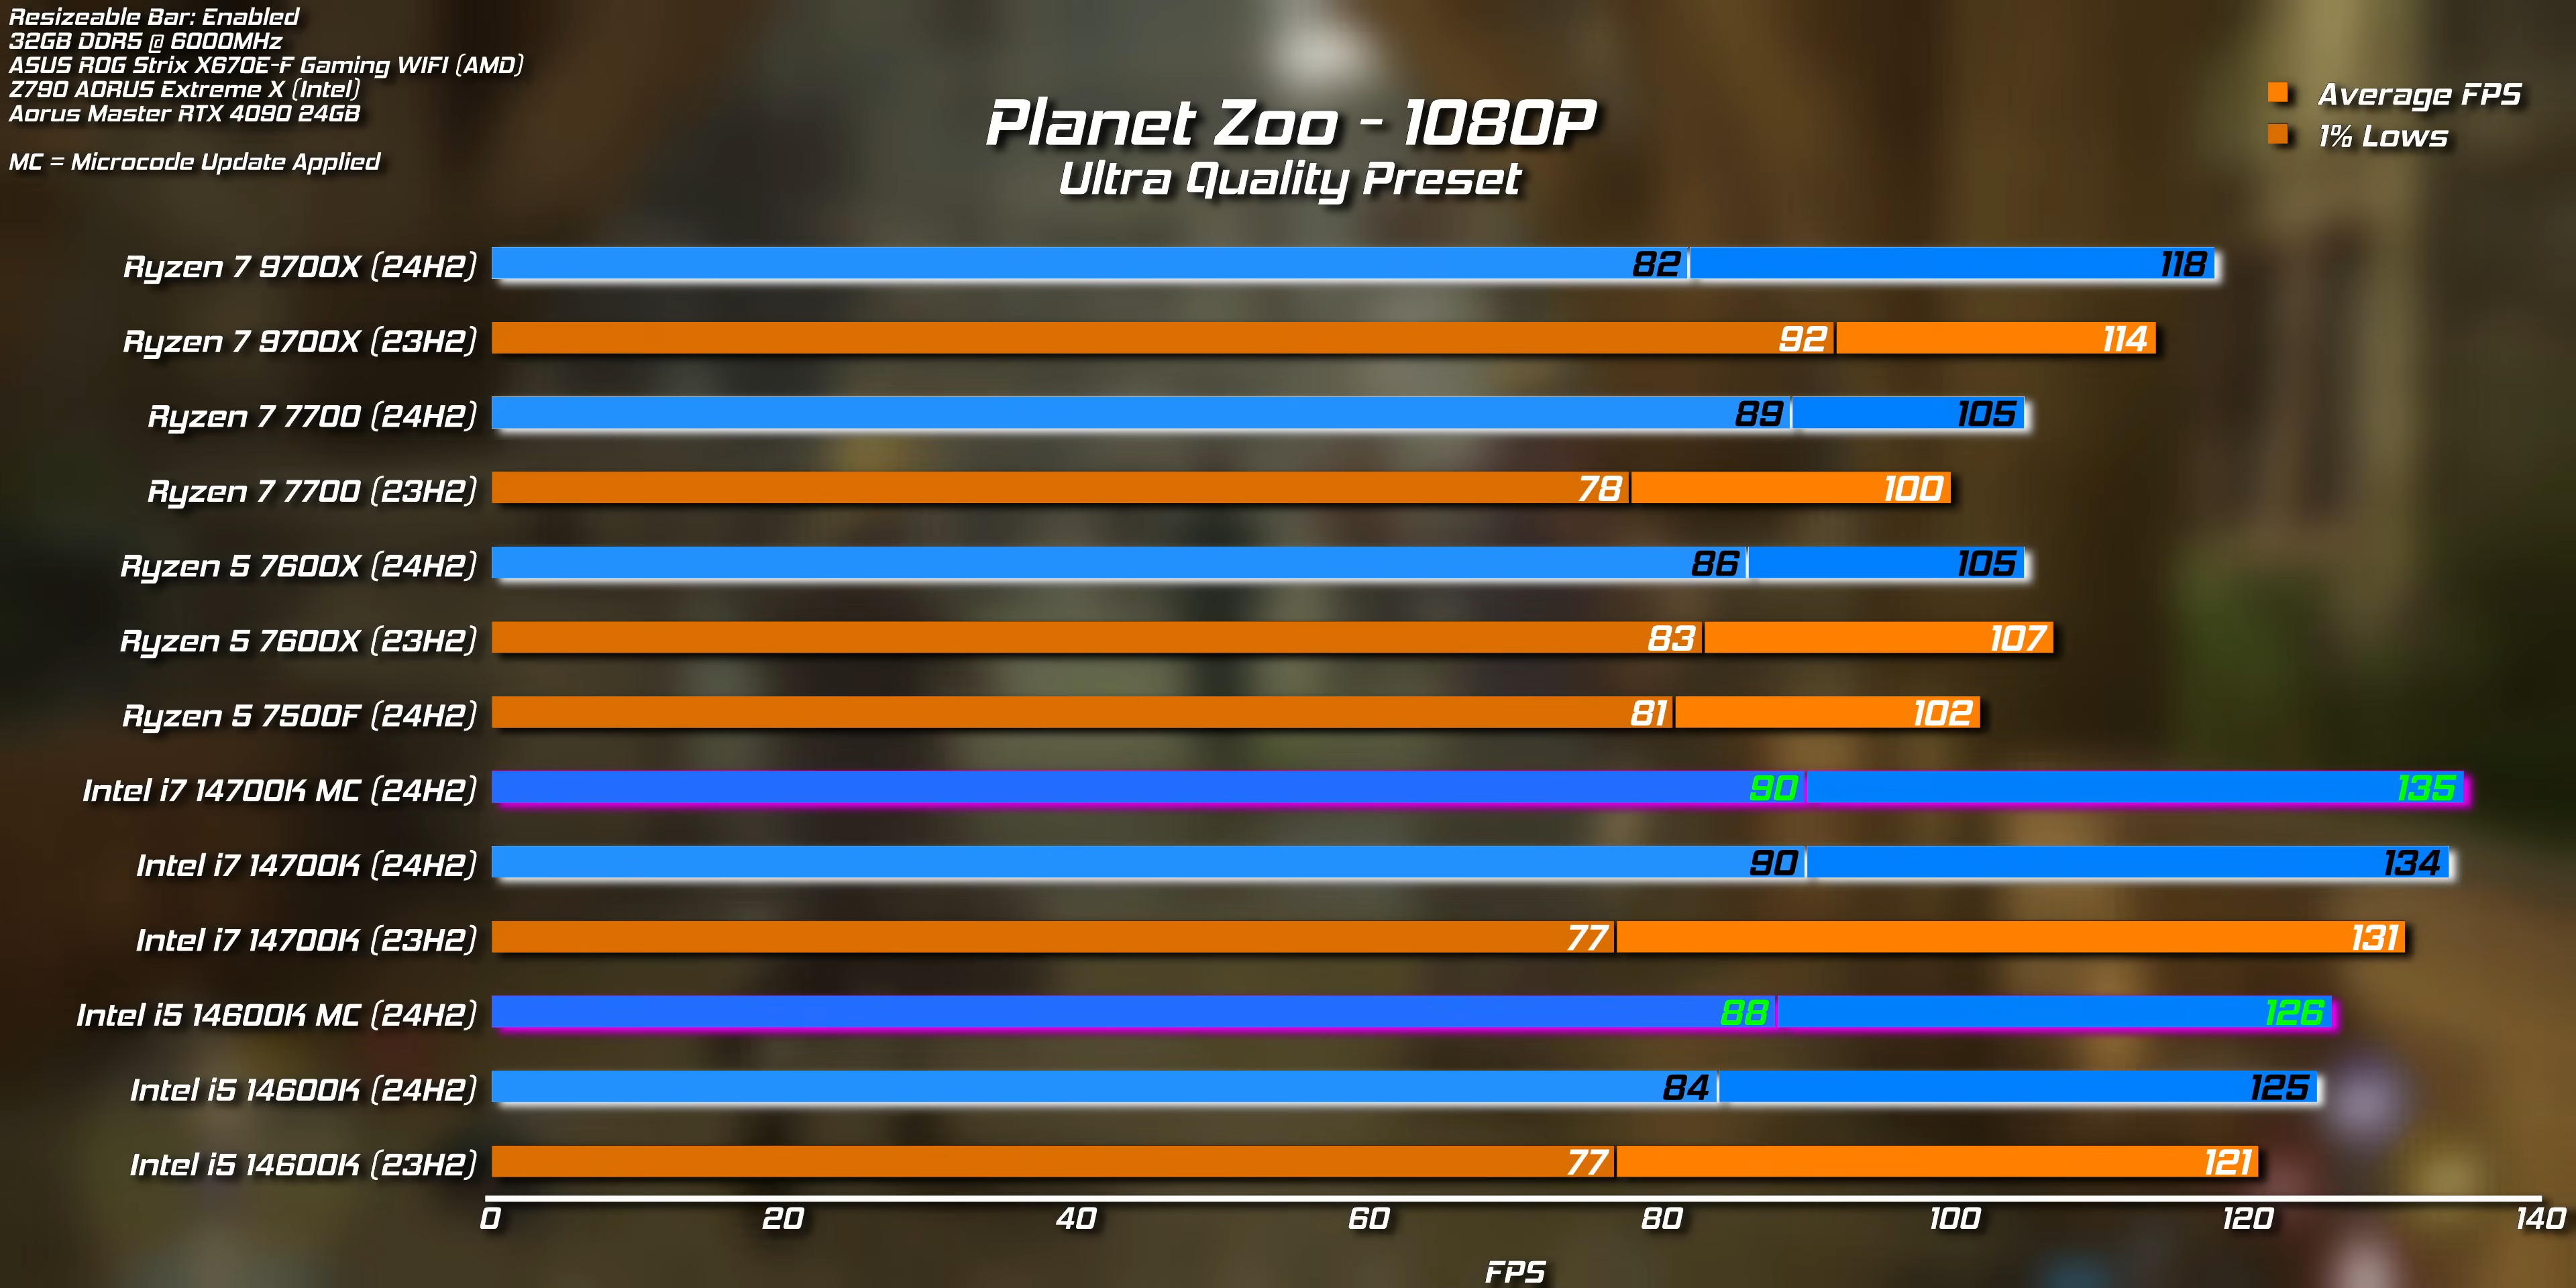 Resizeable Bar: Enabled
32GB DDR5 @ 6000MHz
ASUS ROG Strix X670E-F Gaming WIFI (AMD)
Z790 AORUS Extreme X (Intel)
Aorus Master RTX 4090 24GB
MC = Microcode Update Applied
Planet Zoo - 1080P
Ultra Quality Preset
Average FPS
1% Lows
Ryzen 7 9700X (24H2) 82 118
Ryzen 7 9700X (23H2) 92 114
Ryzen 7 7700 (24H2) 89 105
Ryzen 7 7700 (23H2) 78 100
Ryzen 5 7600X (24H2) 86 105
Ryzen 5 7600X (23H2) 83 107
Ryzen 5 7500F (24H2) 81 102
Intel i7 14700K MC (24H2) 90 135
Intel i7 14700K (24H2) 90 134
Intel i7 14700K (23H2) 77 131
Intel i5 14600K MC (24H2) 88 126
Intel i5 14600K (24H2) 84 125
Intel i5 14600K (23H2) 77 121
0 20 40 60 80 100 120 140
FPS